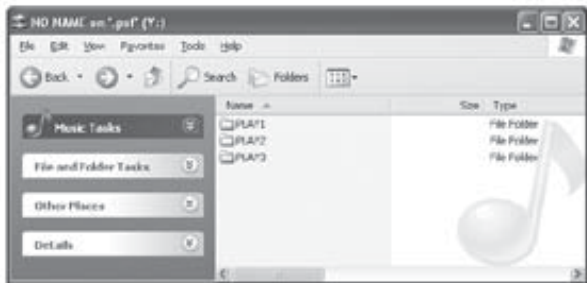 NO NAME on ".psf" (Y:)
File Edit View Favorites Tools Help
Back Search Folders
Name Size Type
PLAY1 File Folder
PLAY2 File Folder
PLAY3 File Folder
Music Tasks
File and Folder Tasks
Other Places
Details